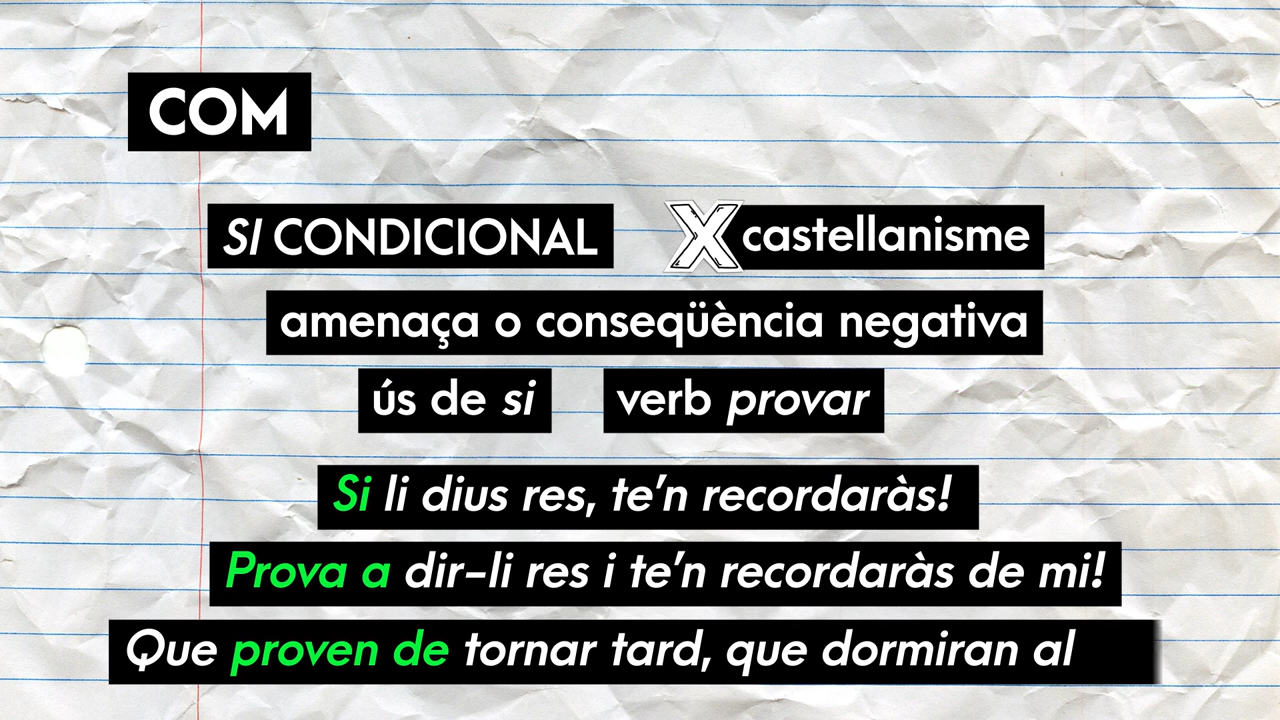 COM
SI CONDICIONAL X castellanisme
amenaça o conseqüència negativa
ús de si verb provar
Si li dius res, te’n recordaràs!
Prova a dir-li res i te’n recordaràs de mi!
Que proven de tornar tard, que dormiran al